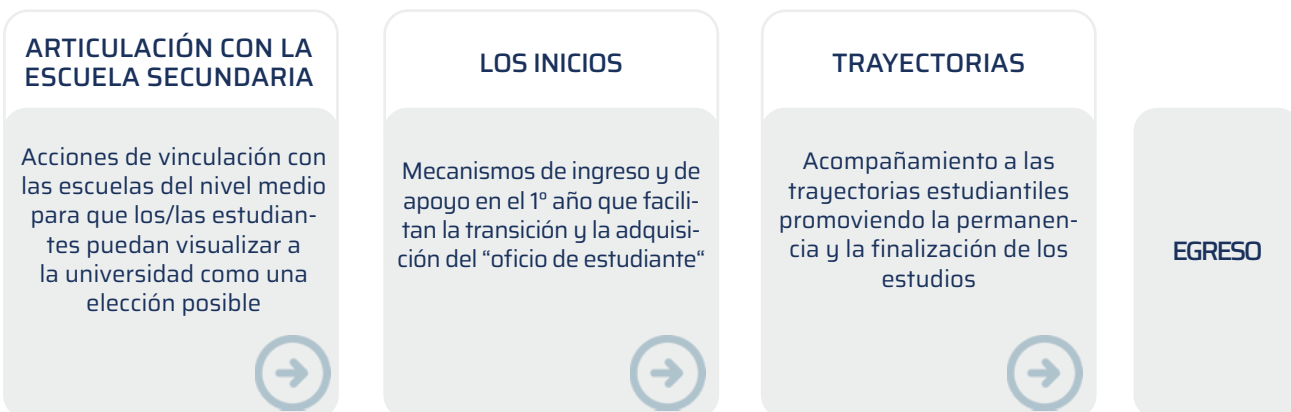 ARTICULACIÓN CON LA
ESCUELA SECUNDARIA
Acciones de vinculación con
las escuelas del nivel medio
para que los/las estudian-
tes puedan visualizar a
la universidad como una
elección posible
LOS INICIOS
Mecanismos de ingreso y de
apoyo en el 1º año que facili-
tan la transición y la adquisi-
ción del “oficio de estudiante“
TRAYECTORIAS
Acompañamiento a las
trayectorias estudiantiles
promoviendo la permanen-
cia y la finalización de los
estudios
EGRESO